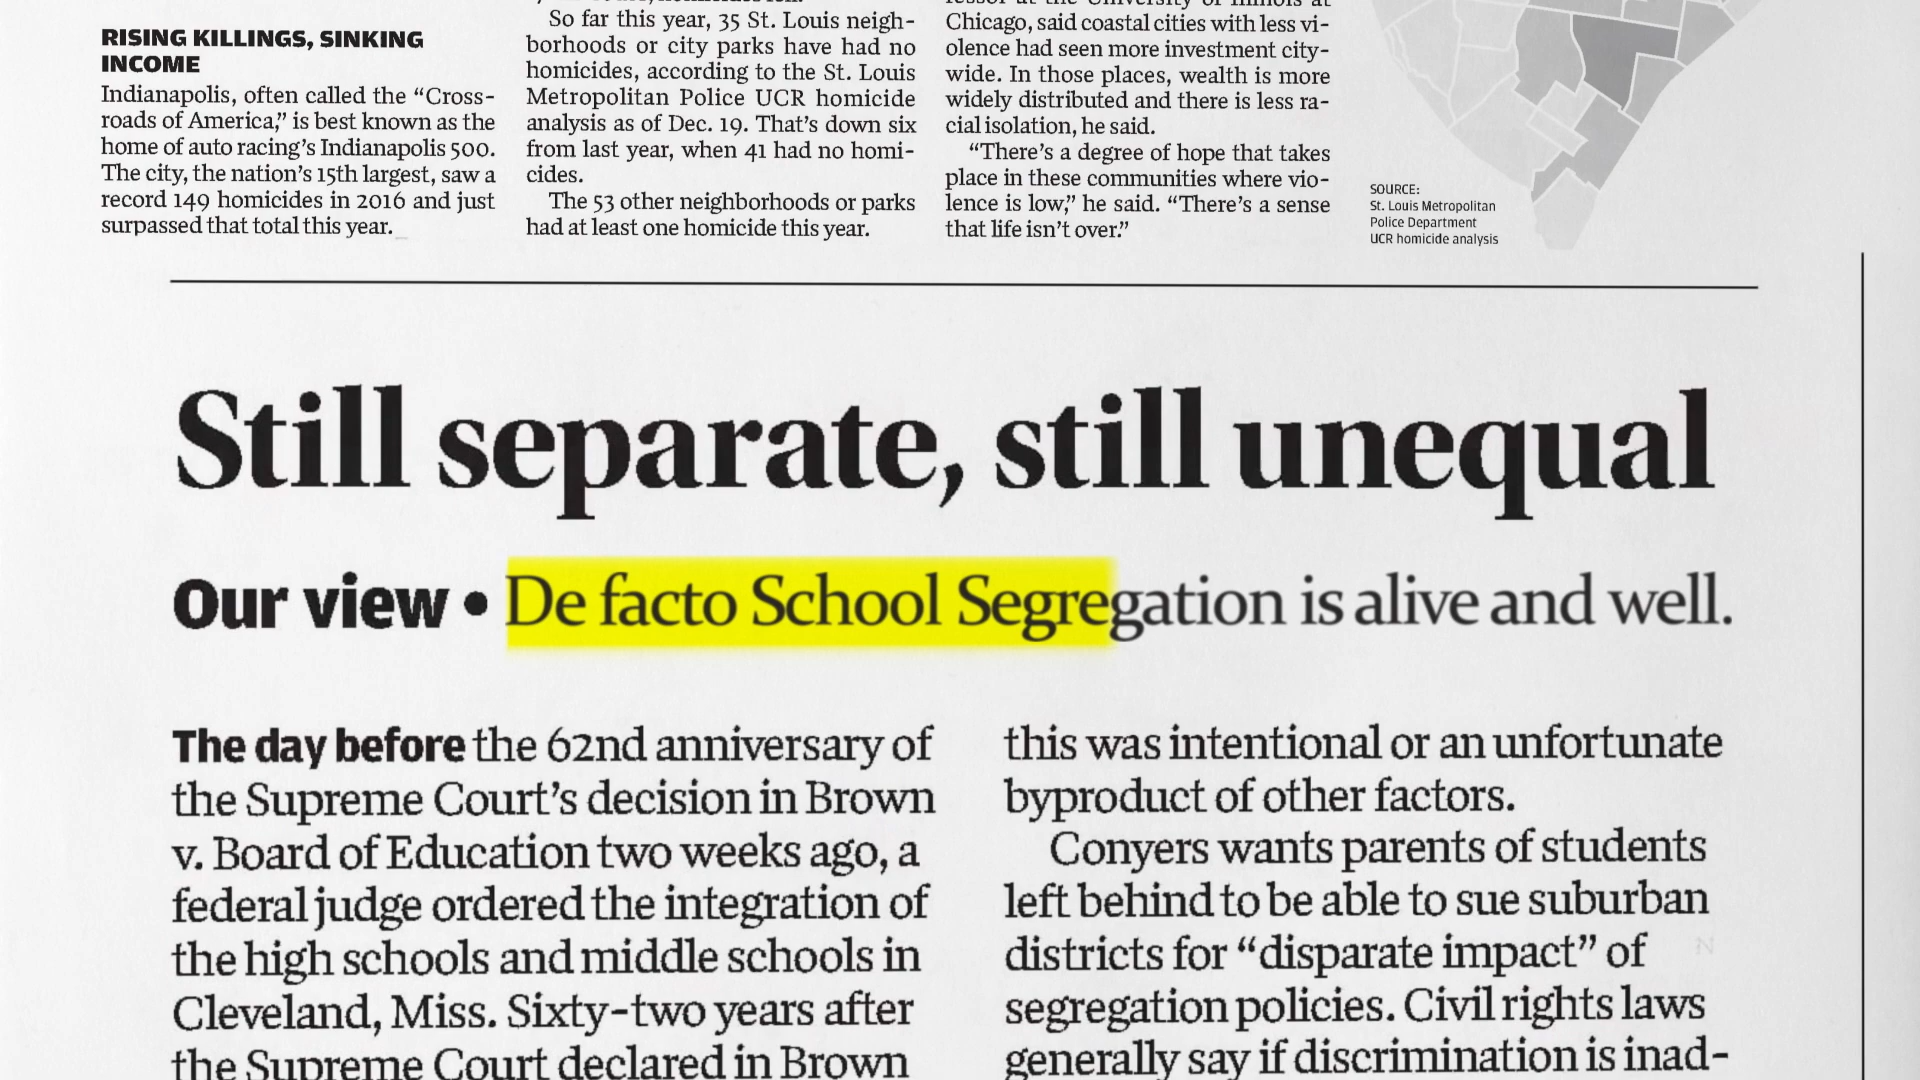 RISING KILLINGS, SINKING
INCOME
Indianapolis, often called the “Cross-
roads of America,” is best known as the
home of auto racing’s Indianapolis 500.
The city, the nation’s 15th largest, saw a
record 149 homicides in 2016 and just
surpassed that total this year.
So far this year, 35 St. Louis neigh-
borhoods or city parks have had no
homicides, according to the St. Louis
Metropolitan Police UCR homicide
analysis as of Dec. 19. That’s down six
from last year, when 41 had no homi-
cides.
The 53 other neighborhoods or parks
had at least one homicide this year.
Chicago, said coastal cities with less vi-
olence had seen more investment city-
wide. In those places, wealth is more
widely distributed and there is less ra-
cial isolation, he said.
“There’s a degree of hope that takes
place in these communities where vio-
lence is low,” he said. “There’s a sense
that life isn’t over.”
SOURCE:
St. Louis Metropolitan
Police Department
UCR homicide analysis
Still separate, still unequal
Our view • De facto School Segregation is alive and well.
The day before the 62nd anniversary of
the Supreme Court’s decision in Brown
v. Board of Education two weeks ago, a
federal judge ordered the integration of
the high schools and middle schools in
Cleveland, Miss. Sixty-two years after
the Supreme Court declared in Brown
this was intentional or an unfortunate
byproduct of other factors.
Conyers wants parents of students
left behind to be able to sue suburban
districts for “disparate impact” of
segregation policies. Civil rights laws
generally say if discrimination is inad-